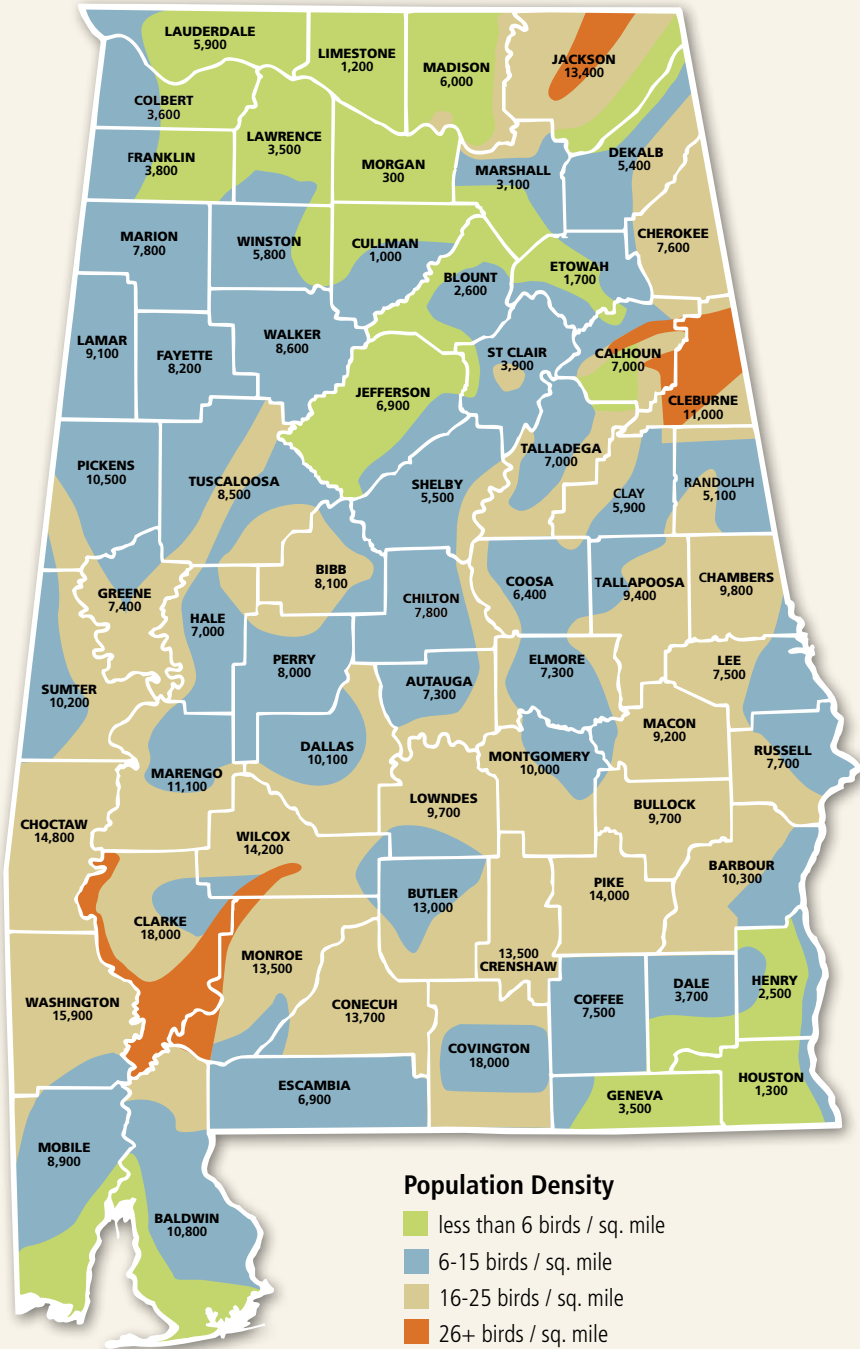 LAUDERDALE
5,900
LIMESTONE
1,200
MADISON
6,000
JACKSON
13,400
COLBERT
3,600
LAWRENCE
3,500
FRANKLIN
3,800
MORGAN
300
MARSHALL
3,100
DEKALB
5,400
CHEROKEE
7,600
MARION
7,800
WINSTON
5,800
CULLMAN
1,000
BLOUNT
2,600
ETOWAH
1,700
LAMAR
9,100
FAYETTE
8,200
WALKER
8,600
ST CLAIR
3,900
CALHOUN
7,000
CLEBURNE
11,000
JEFFERSON
6,900
PICKENS
10,500
TUSCALOOSA
8,500
SHELBY
5,500
TALLADEGA
7,000
CLAY
5,900
RANDOLPH
5,100
GREENE
7,400
HALE
7,000
BIBB
8,100
CHILTON
7,800
COOSA
6,400
TALLAPOOSA
9,400
CHAMBERS
9,800
SUMTER
10,200
PERRY
8,000
AUTAUGA
7,300
ELMORE
7,300
LEE
7,500
MACON
9,200
RUSSELL
7,700
MARENGO
11,100
DALLAS
10,100
MONTGOMERY
10,000
LOWNDES
9,700
BULLOCK
9,700
CHOCTAW
14,800
WILCOX
14,200
BUTLER
13,000
PIKE
14,000
BARBOUR
10,300
CLARKE
18,000
MONROE
13,500
13,500
CRENSHAW
WASHINGTON
15,900
CONECUH
13,700
COFFEE
7,500
DALE
3,700
HENRY
2,500
COVINGTON
18,000
ESCAMBIA
6,900
GENEVA
3,500
HOUSTON
1,300
MOBILE
8,900
BALDWIN
10,800
Population Density
less than 6 birds / sq. mile
6-15 birds / sq. mile
16-25 birds / sq. mile
26+ birds / sq. mile